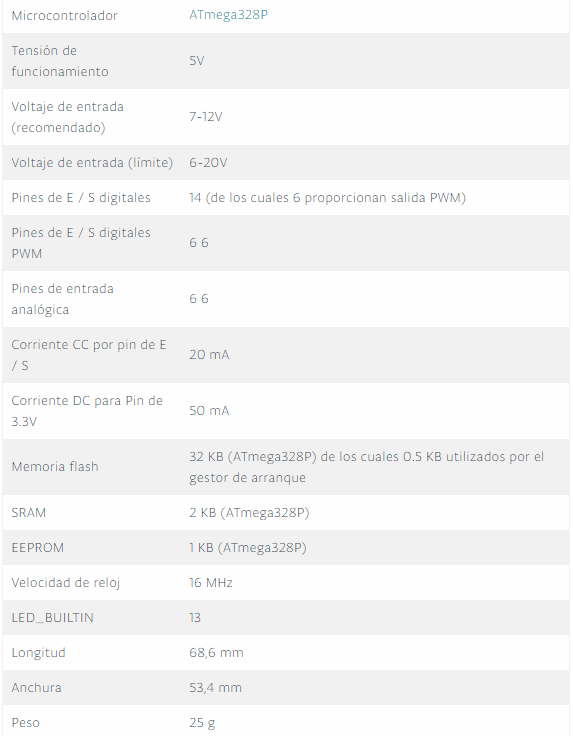 Microcontrolador ATmega328P
Tensión de
funcionamiento
5V
Voltaje de entrada
(recomendado)
7-12V
Voltaje de entrada (límite) 6-20V
Pines de E / S digitales 14 (de los cuales 6 proporcionan salida PWM)
Pines de E / S digitales
PWM
6 6
Pines de entrada
analógica
6 6
Corriente CC por pin de E
/ S
20 mA
Corriente DC para Pin de
3.3V
50 mA
Memoria flash
32 KB (ATmega328P) de los cuales 0.5 KB utilizados por el
gestor de arranque
SRAM 2 KB (ATmega328P)
EEPROM 1 KB (ATmega328P)
Velocidad de reloj 16 MHz
LED_BUILTIN 13
Longitud 68,6 mm
Anchura 53,4 mm
Peso 25 g